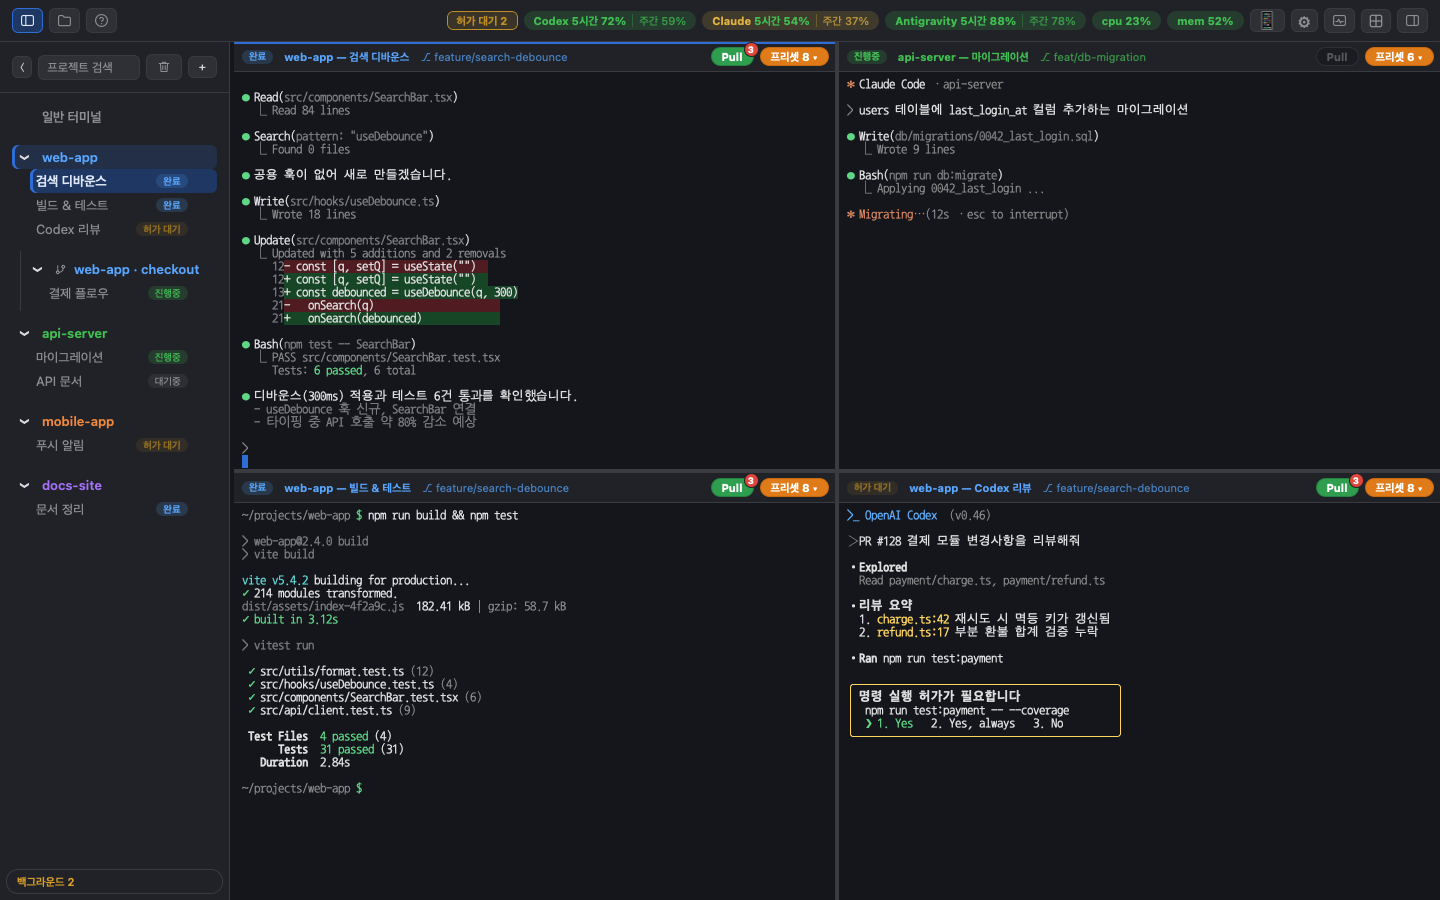 허가 대기 2
Codex 5시간 72% 주간 59%
Claude 5시간 54% 주간 37%
Antigravity 5시간 88% 주간 78%
cpu 23%
mem 52%
프로젝트 검색
일반 터미널
web-app
검색 디바운스 완료
빌드 & 테스트 완료
Codex 리뷰 허가 대기
web-app · checkout
결제 플로우 진행중
api-server
마이그레이션 진행중
API 문서 대기중
mobile-app
푸시 알림 허가 대기
docs-site
문서 정리 완료
백그라운드 2
완료 web-app — 검색 디바운스 feature/search-debounce Pull 3 프리셋 8
Read(src/components/SearchBar.tsx)
Read 84 lines
Search(pattern: "useDebounce")
Found 0 files
공용 훅이 없어 새로 만들겠습니다.
Write(src/hooks/useDebounce.ts)
Wrote 18 lines
Update(src/components/SearchBar.tsx)
Updated with 5 additions and 2 removals
12- const [q, setQ] = useState("")
12+ const [q, setQ] = useState("")
13+ const debounced = useDebounce(q, 300)
21- onSearch(q)
21+ onSearch(debounced)
Bash(npm test -- SearchBar)
PASS src/components/SearchBar.test.tsx
Tests: 6 passed, 6 total
디바운스(300ms) 적용과 테스트 6건 통과를 확인했습니다.
- useDebounce 훅 신규, SearchBar 연결
- 타이핑 중 API 호출 약 80% 감소 예상
>
진행중 api-server — 마이그레이션 feat/db-migration Pull 프리셋 6
✻ Claude Code · api-server
> users 테이블에 last_login_at 컬럼 추가하는 마이그레이션
Write(db/migrations/0042_last_login.sql)
Wrote 9 lines
Bash(npm run db:migrate)
Applying 0042_last_login ...
✻ Migrating…(12s · esc to interrupt)
완료 web-app — 빌드 & 테스트 feature/search-debounce Pull 3 프리셋 8
~/projects/web-app $ npm run build && npm test
> web-app@2.4.0 build
> vite build
vite v5.4.2 building for production...
✓ 214 modules transformed.
dist/assets/index-4f2a9c.js 182.41 kB │ gzip: 58.7 kB
✓ built in 3.12s
> vitest run
✓ src/utils/format.test.ts (12)
✓ src/hooks/useDebounce.test.ts (4)
✓ src/components/SearchBar.test.tsx (6)
✓ src/api/client.test.ts (9)
Test Files 4 passed (4)
Tests 31 passed (31)
Duration 2.84s
~/projects/web-app $
허가 대기 web-app — Codex 리뷰 feature/search-debounce Pull 3 프리셋 8
>_ OpenAI Codex (v0.46)
>PR #128 결제 모듈 변경사항을 리뷰해줘
• Explored
Read payment/charge.ts, payment/refund.ts
• 리뷰 요약
1. charge.ts:42 재시도 시 멱등 키가 갱신됨
2. refund.ts:17 부분 환불 합계 검증 누락
• Ran npm run test:payment
명령 실행 허가가 필요합니다
npm run test:payment -- --coverage
❯ 1. Yes 2. Yes, always 3. No